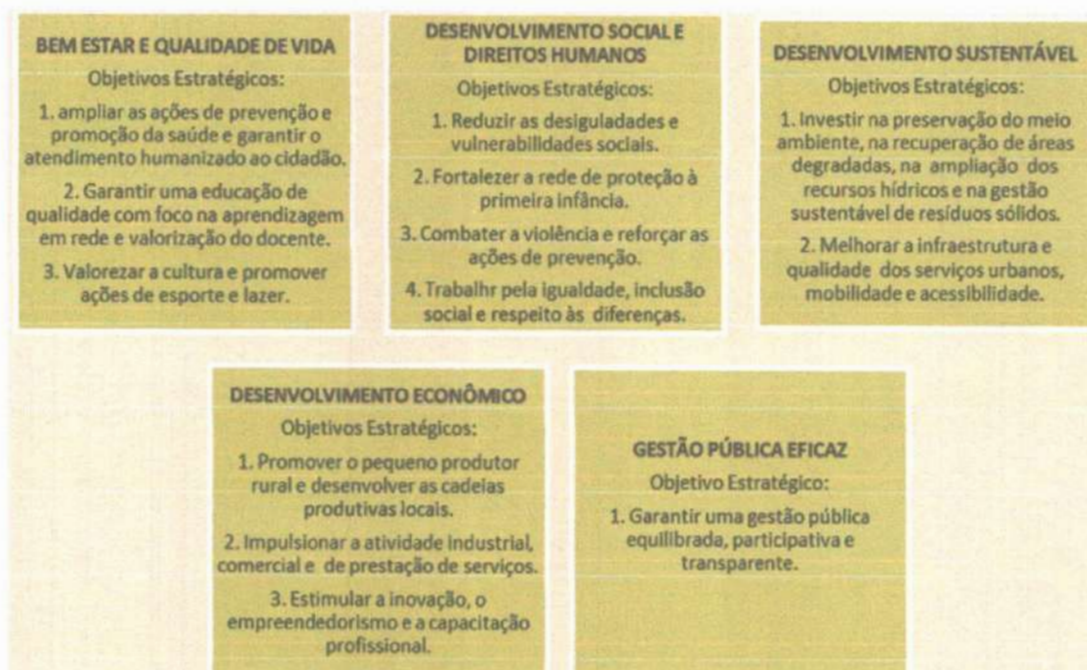 BEM ESTAR E QUALIDADE DE VIDA
Objetivos Estratégicos:
1. ampliar as ações de prevenção e
promoção da saúde e garantir o
atendimento humanizado ao cidadão.
2. Garantir uma educação de
qualidade com foco na aprendizagem
em rede e valorização do docente.
3. Valorezar a cultura e promover
ações de esporte e lazer.
DESENVOLVIMENTO SOCIAL E
DIREITOS HUMANOS
Objetivos Estratégicos:
1. Reduzir as desiguladades e
vulnerabilidades sociais.
2. Fortalezer a rede de proteção à
primeira infância.
3. Combater a violência e reforçar as
ações de prevenção.
4. Trabalhr pela igualdade, inclusão
social e respeito às diferenças.
DESENVOLVIMENTO SUSTENTÁVEL
Objetivos Estratégicos:
1. Investir na preservação do meio
ambiente, na recuperação de áreas
degradadas, na ampliação dos
recursos hídricos e na gestão
sustentável de resíduos sólidos.
2. Melhorar a infraestrutura e
qualidade dos serviços urbanos,
mobilidade e acessibilidade.
DESENVOLVIMENTO ECONÔMICO
Objetivos Estratégicos:
1. Promover o pequeno produtor
rural e desenvolver as cadeias
produtivas locais.
2. Impulsionar a atividade industrial,
comercial e de prestação de serviços.
3. Estimular a inovação, o
empreendedorismo e a capacitação
profissional.
GESTÃO PÚBLICA EFICAZ
Objetivo Estratégico:
1. Garantir uma gestão pública
equilibrada, participativa e
transparente.